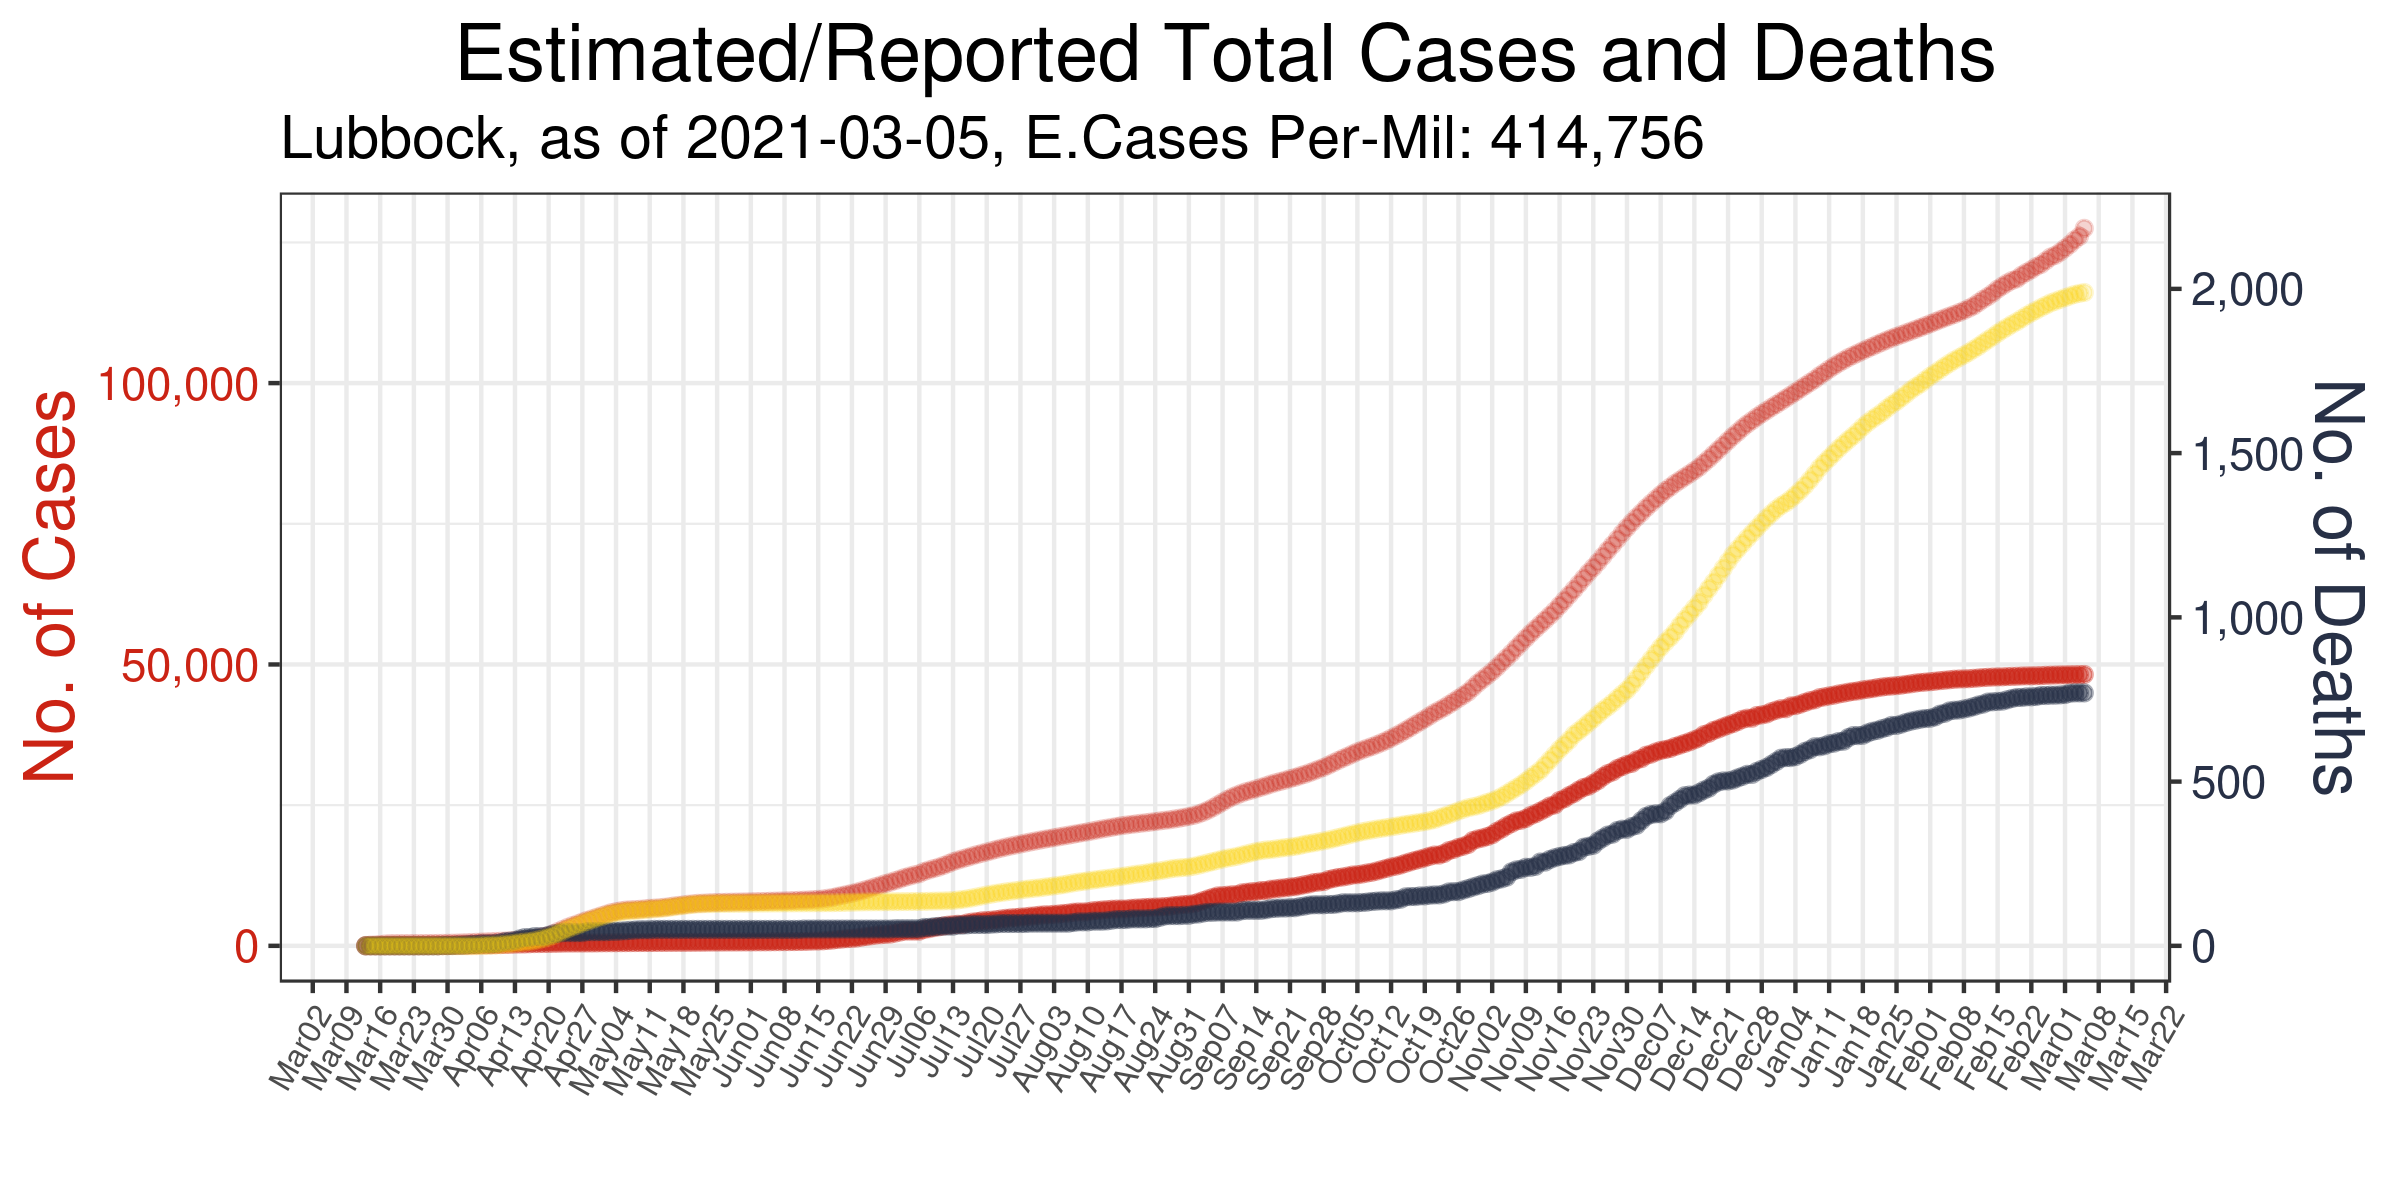 Estimated/Reported Total Cases and Deaths
Lubbock, as of 2021-03-05, E.Cases Per-Mil: 414,756
No. of Cases
100,000
50,000
0
2,000
1,500
1,000
500
0
No. of Deaths
Mar02
Mar09
Mar16
Mar23
Mar30
Apr06
Apr13
Apr20
Apr27
May04
May11
May18
May25
Jun01
Jun08
Jun15
Jun22
Jun29
Jul06
Jul13
Jul20
Jul27
Aug03
Aug10
Aug17
Aug24
Aug31
Sep07
Sep14
Sep21
Sep28
Oct05
Oct12
Oct19
Oct26
Nov02
Nov09
Nov16
Nov23
Nov30
Dec07
Dec14
Dec21
Dec28
Jan04
Jan11
Jan18
Jan25
Feb01
Feb08
Feb15
Feb22
Mar01
Mar08
Mar15
Mar22